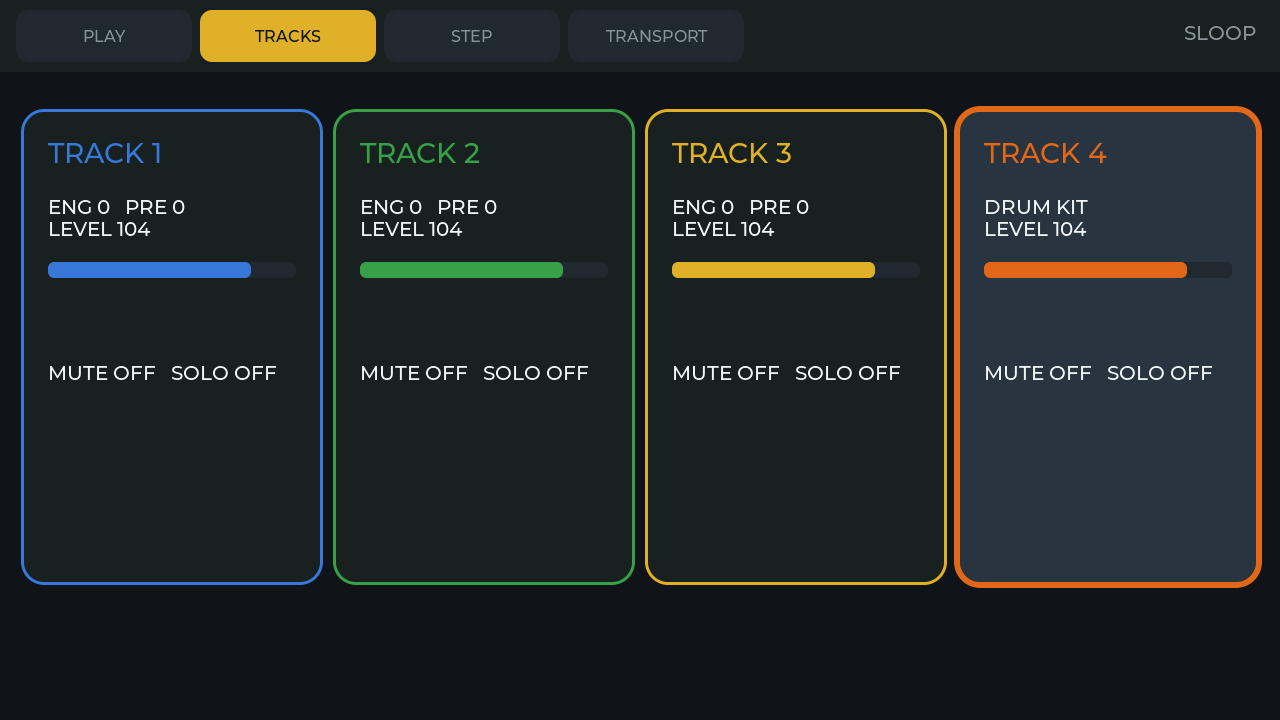 PLAY
TRACKS
STEP
TRANSPORT
SLOOP
TRACK 1
ENG 0 PRE 0
LEVEL 104
MUTE OFF SOLO OFF
TRACK 2
ENG 0 PRE 0
LEVEL 104
MUTE OFF SOLO OFF
TRACK 3
ENG 0 PRE 0
LEVEL 104
MUTE OFF SOLO OFF
TRACK 4
DRUM KIT
LEVEL 104
MUTE OFF SOLO OFF